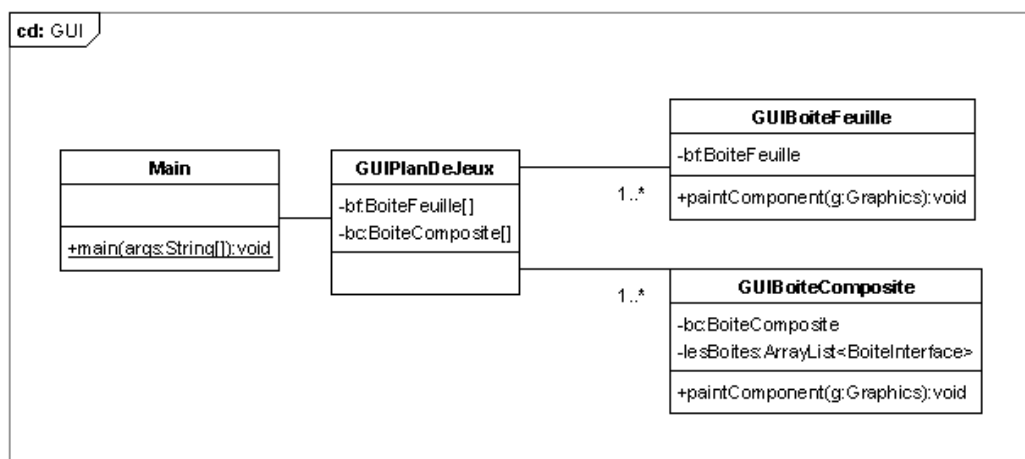 cd: GUI
Main
+main(args:String[]):void
GUIPlanDeJeux
-bf:BoiteFeuille[]
-bc:BoiteComposite[]
1..*
1..*
GUIBoiteFeuille
-bf:BoiteFeuille
+paintComponent(g:Graphics):void
GUIBoiteComposite
-bc:BoiteComposite
-lesBoites:ArrayList<BoiteInterface>
+paintComponent(g:Graphics):void